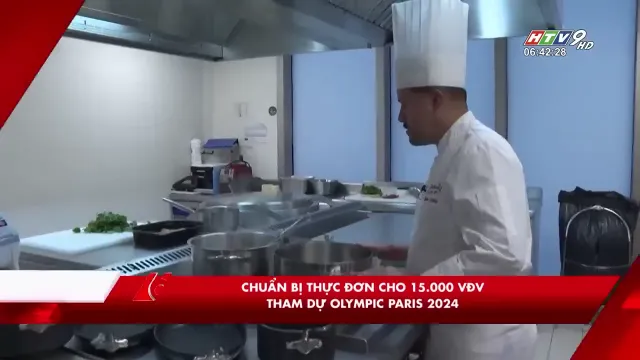 HTV9 HD
06:42:28
CHUẨN BỊ THỰC ĐƠN CHO 15.000 VĐV
THAM DỰ OLYMPIC PARIS 2024